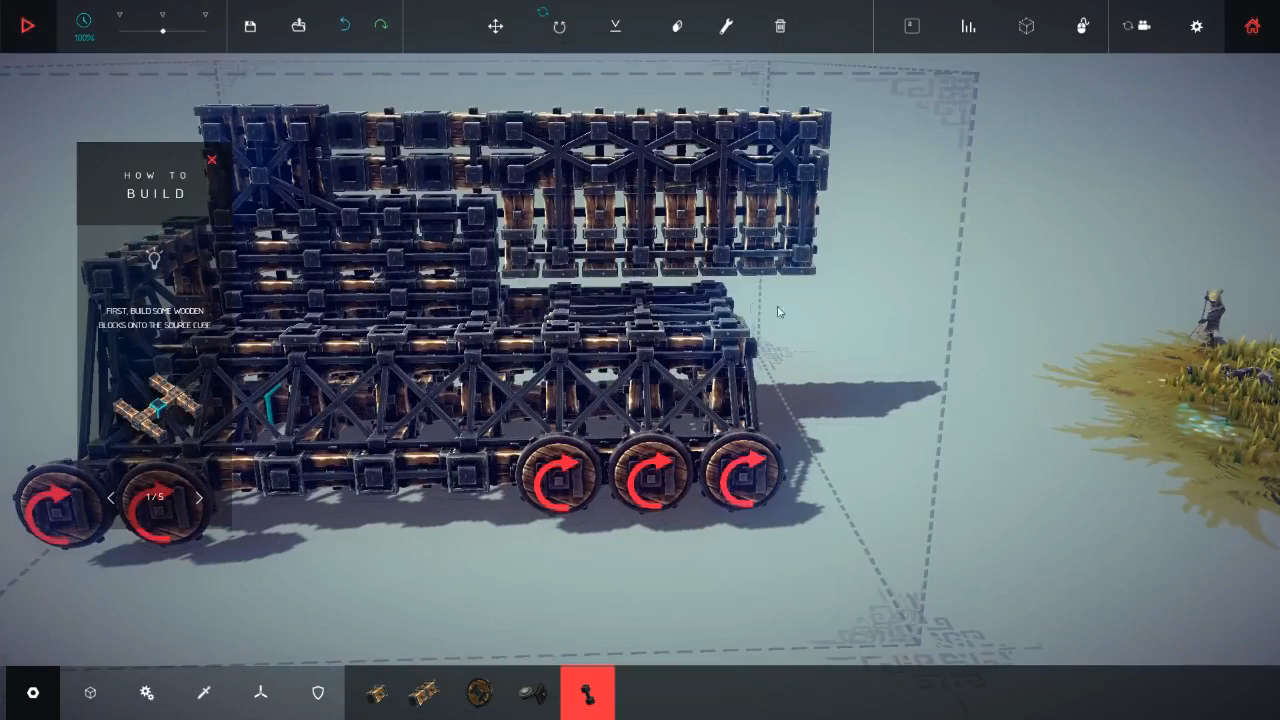 100%
HOW TO
BUILD
FIRST, BUILD SOME WOODEN
BLOCKS ONTO THE SOURCE CUBE
1/5